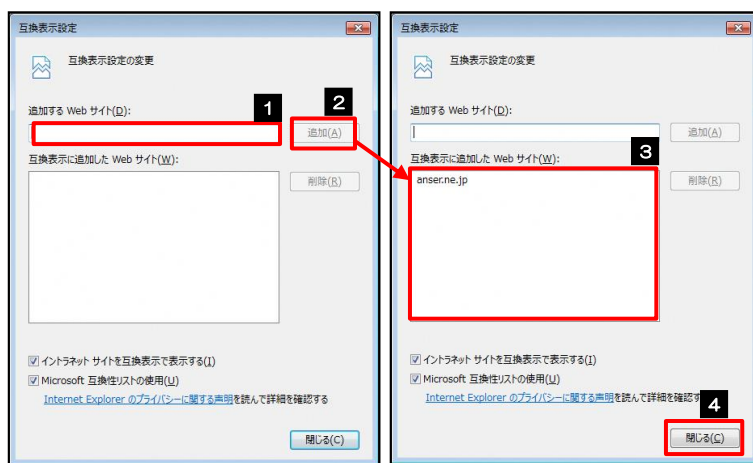 互換表示設定
互換表示設定の変更
追加する Web サイト(D):
1
2
追加(A)
互換表示に追加した Web サイト(W):
削除(R)
イントラネット サイトを互換表示で表示する(I)
Microsoft 互換性リストの使用(U)
Internet Explorer のプライバシーに関する声明を読んで詳細を確認する
閉じる(C)
互換表示設定
互換表示設定の変更
追加する Web サイト(D):
追加(A)
互換表示に追加した Web サイト(W):
3
anser.ne.jp
削除(R)
イントラネット サイトを互換表示で表示する(I)
Microsoft 互換性リストの使用(U)
Internet Explorer のプライバシーに関する声明を読んで詳細を確認す
4
閉じる(C)